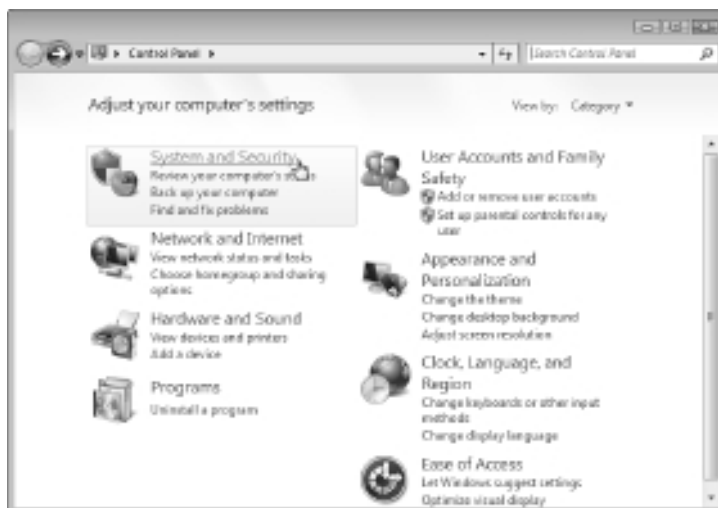 Control Panel
Search Control Panel
Adjust your computer's settings
View by: Category
System and Security
Review your computer's status
Back up your computer
Find and fix problems
Network and Internet
View network status and tasks
Choose homegroup and sharing
options
Hardware and Sound
View devices and printers
Add a device
Programs
Uninstall a program
User Accounts and Family
Safety
Add or remove user accounts
Set up parental controls for any
user
Appearance and
Personalization
Change the theme
Change desktop background
Adjust screen resolution
Clock, Language, and
Region
Change keyboards or other input
methods
Change display language
Ease of Access
Let Windows suggest settings
Optimize visual display